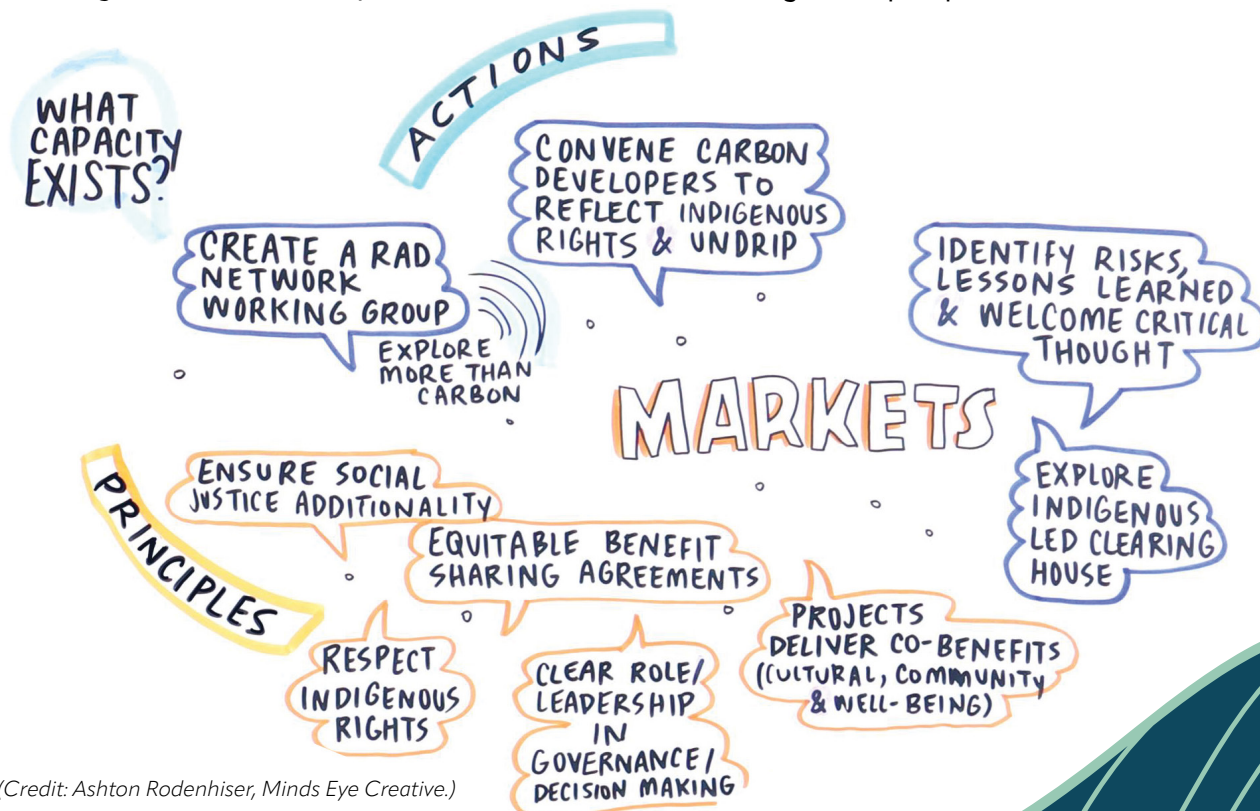 WHAT
CAPACITY
EXISTS?
ACTIONS
CREATE A RAD
NETWORK
WORKING GROUP
EXPLORE
MORE THAN
CARBON
CONVENE CARBON
DEVELOPERS TO
REFLECT INDIGENOUS
RIGHTS & UNDRIP
IDENTIFY RISKS,
LESSONS LEARNED
& WELCOME CRITICAL
THOUGHT
MARKETS
EXPLORE
INDIGENOUS
LED CLEARING
HOUSE
PRINCIPLES
ENSURE SOCIAL
JUSTICE ADDITIONALITY
EQUITABLE BENEFIT
SHARING AGREEMENTS
RESPECT
INDIGENOUS
RIGHTS
CLEAR ROLE/
LEADERSHIP
IN
GOVERNANCE/
DECISION MAKING
PROJECTS
DELIVER CO-BENEFITS
(CULTURAL, COMMUNITY
& WELL-BEING)
(Credit: Ashton Rodenhiser, Minds Eye Creative.)